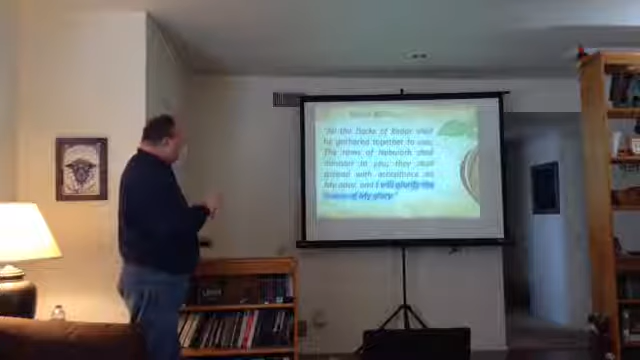 "All the flocks of Kedar shall
be gathered together to you,
The rams of Nebaioth shall
minister to you; they shall
ascend with acceptance on
My altar, and I will glorify the
house of My glory."